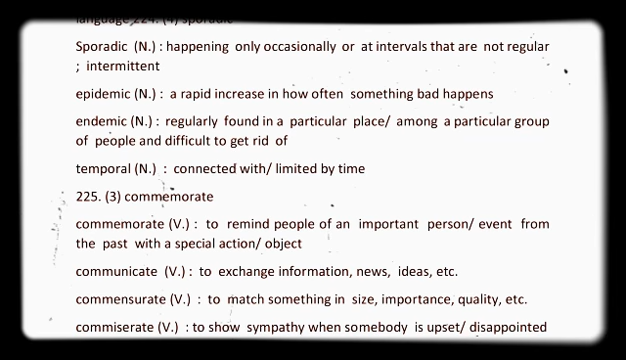 language 224. (4) sporadic
Sporadic (N.) : happening only occasionally or at intervals that are not regular
; intermittent
epidemic (N.) : a rapid increase in how often something bad happens
endemic (N.) : regularly found in a particular place/ among a particular group
of people and difficult to get rid of
temporal (N.) : connected with/ limited by time
225. (3) commemorate
commemorate (V.) : to remind people of an important person/ event from
the past with a special action/ object
communicate (V.) : to exchange information, news, ideas, etc.
commensurate (V.) : to match something in size, importance, quality, etc.
commiserate (V.) : to show sympathy when somebody is upset/ disappointed